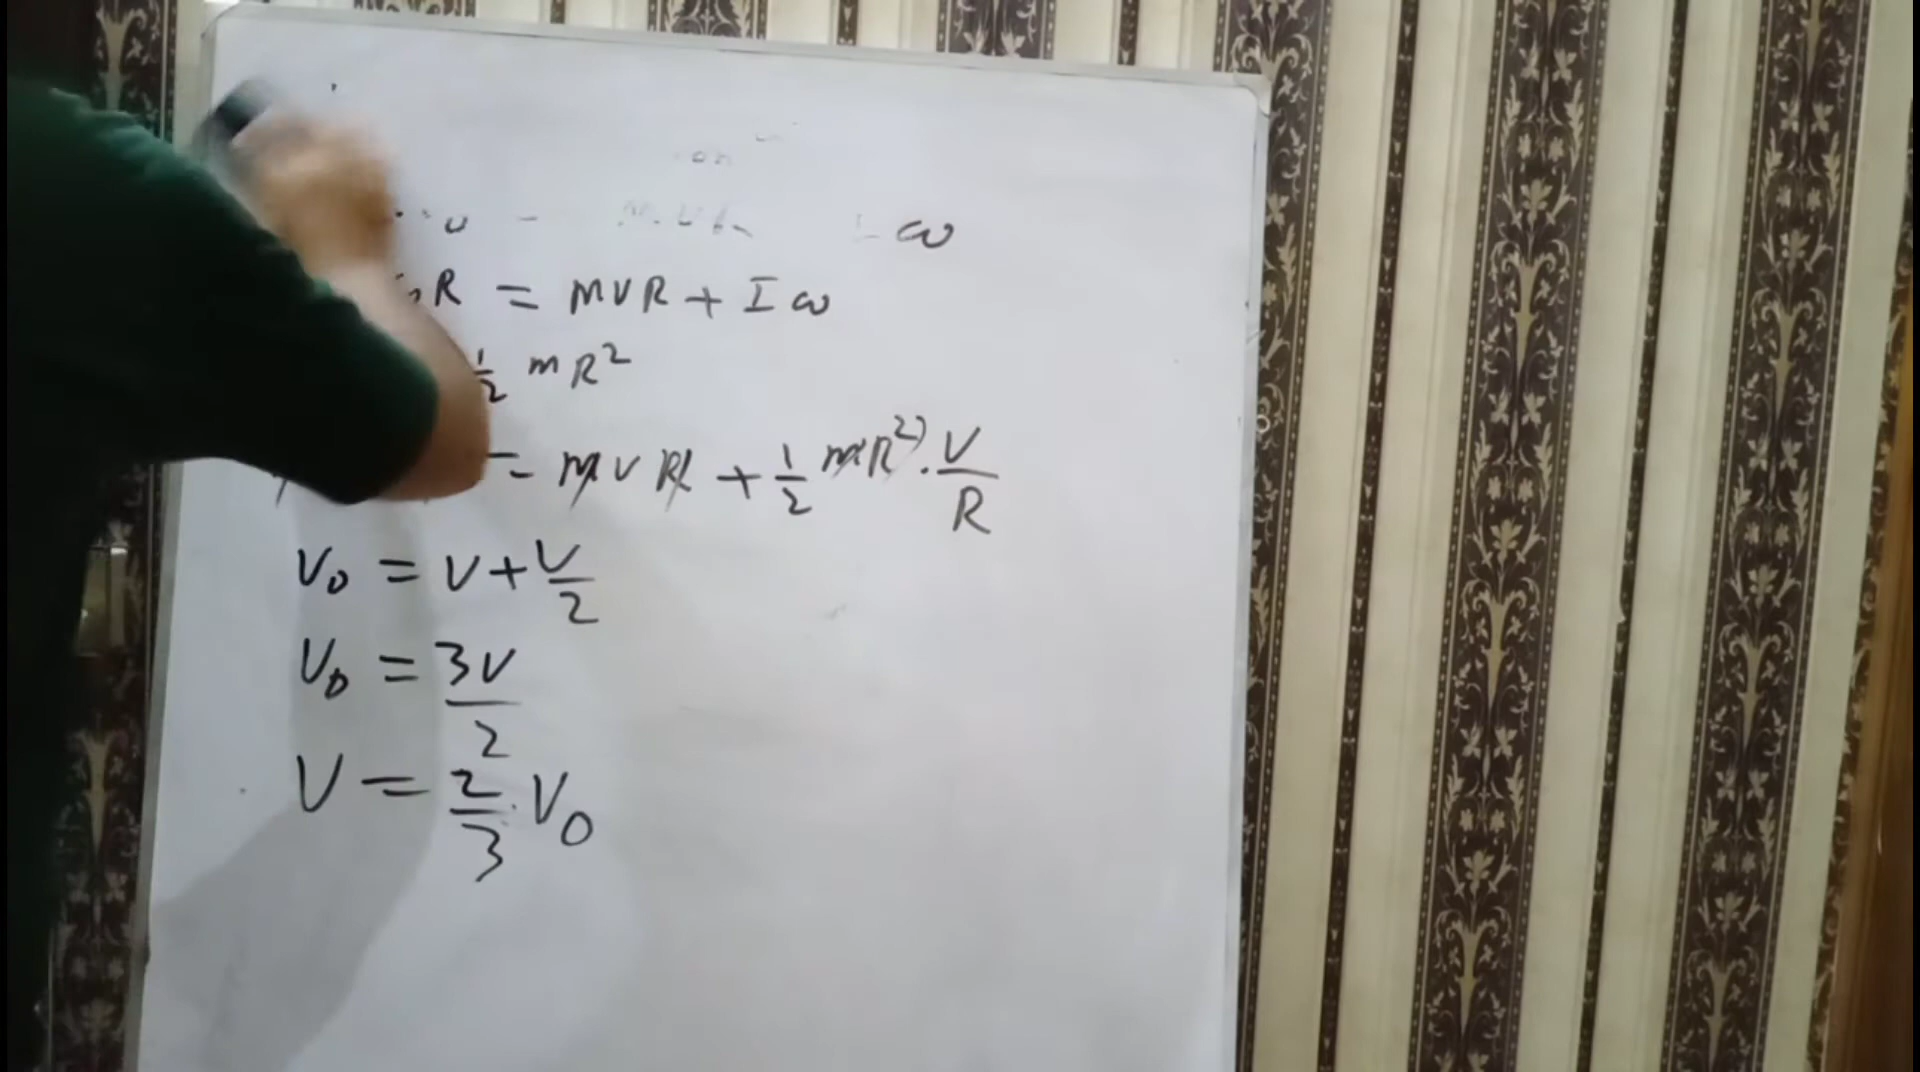 ω
R = mVR + Iω
1/2 mR²
= mVR + 1/2 mR²) · V/R
V₀ = V + V/2
V₀ = 3V/2
V = 2/3 · V₀